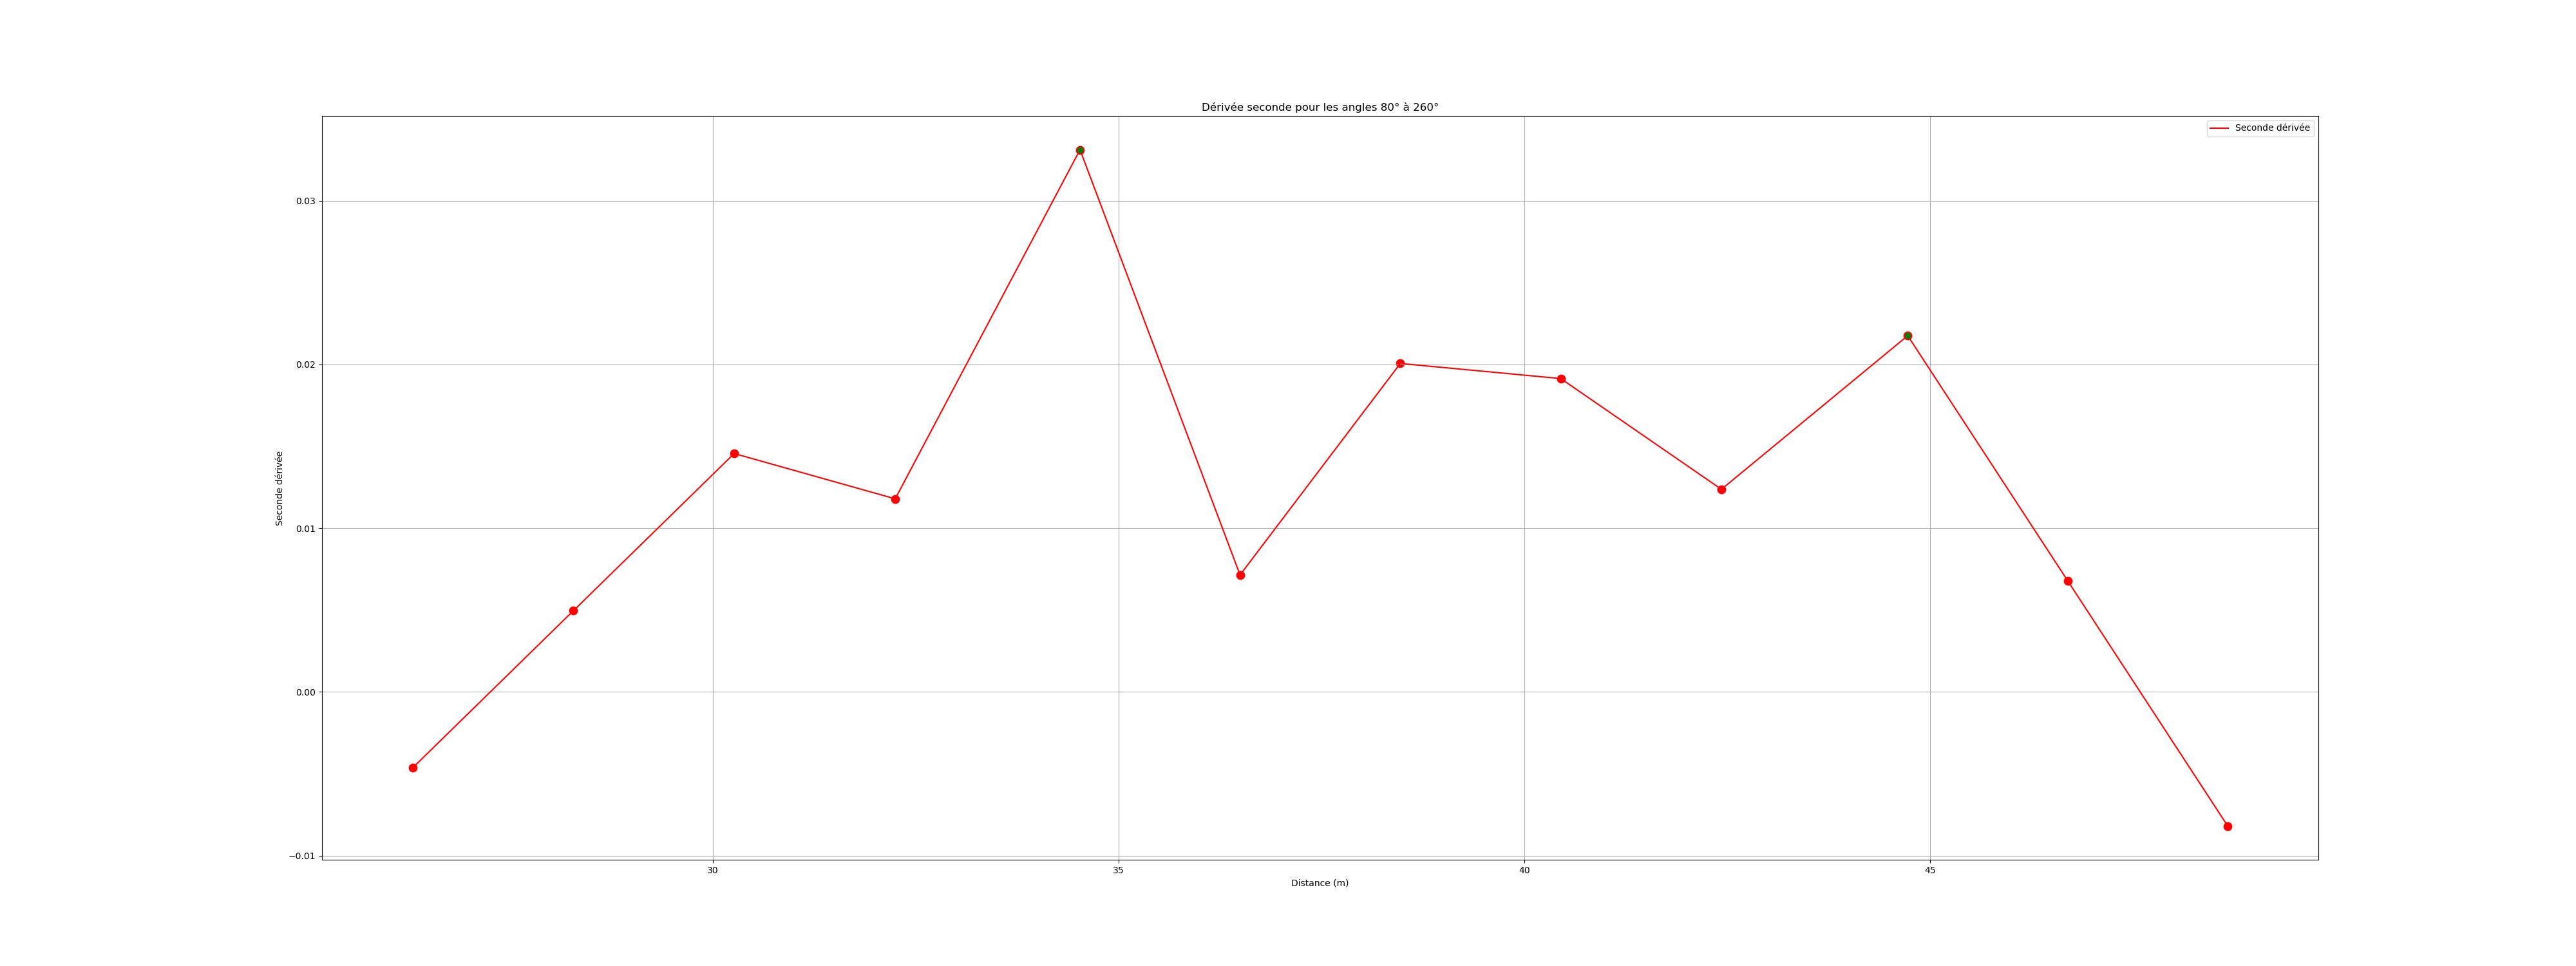 Dérivée seconde pour les angles 80° à 260°
Seconde dérivée
0.03
0.02
0.01
0.00
−0.01
Seconde dérivée
30
35
40
45
Distance (m)